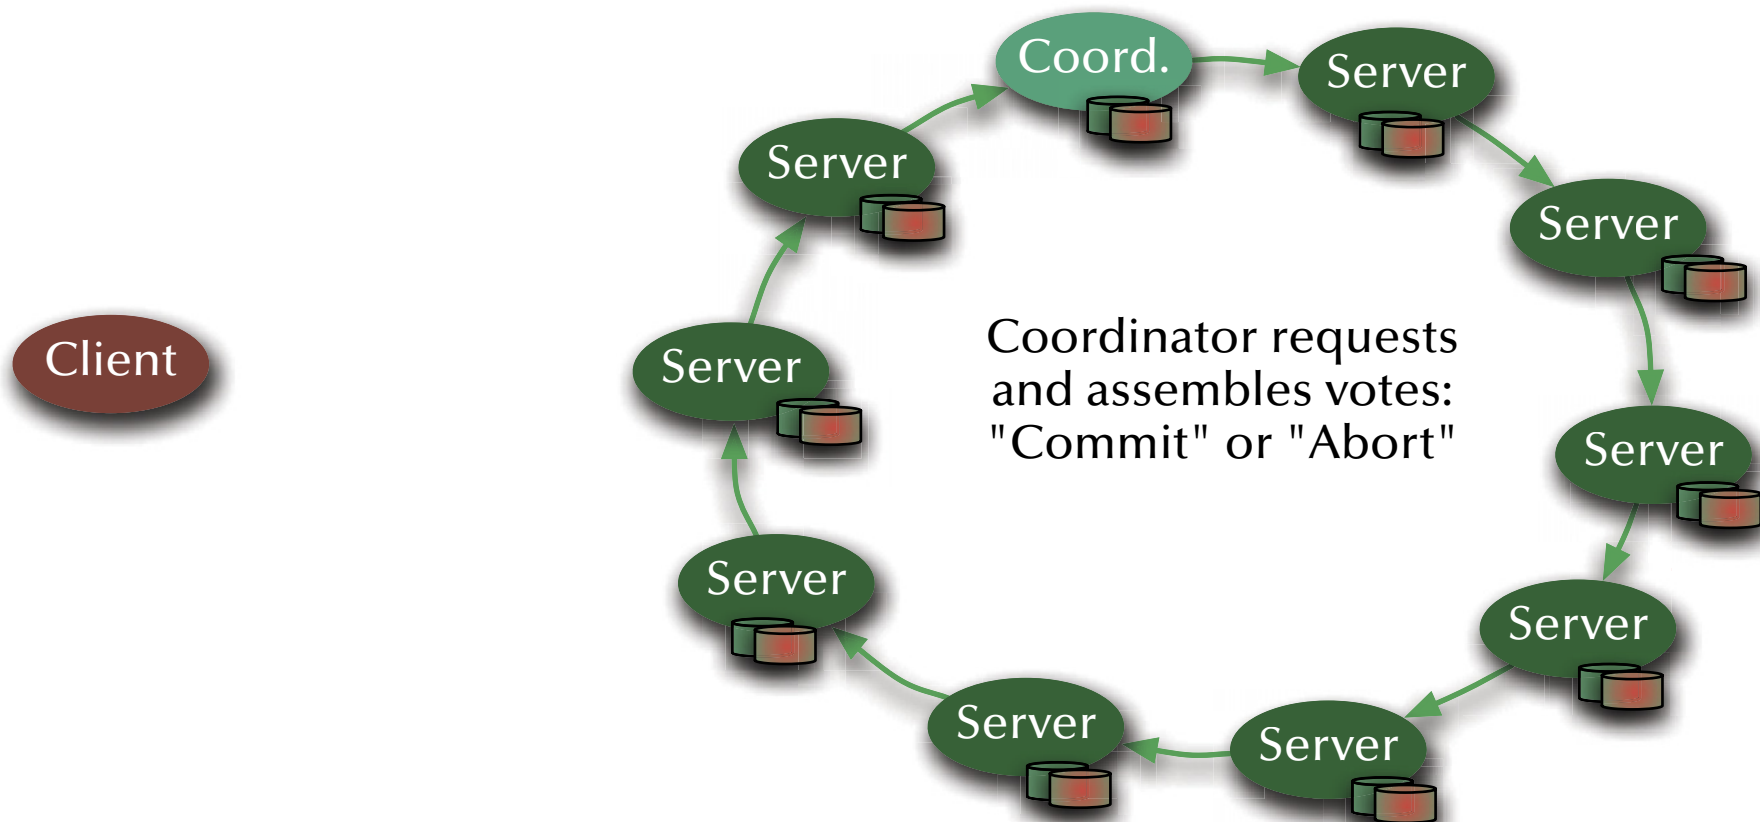 Coord.
Server
Server
Server
Server
Client
Server
Coordinator requests
and assembles votes:
"Commit" or "Abort"
Server
Server
Server
Server
Server